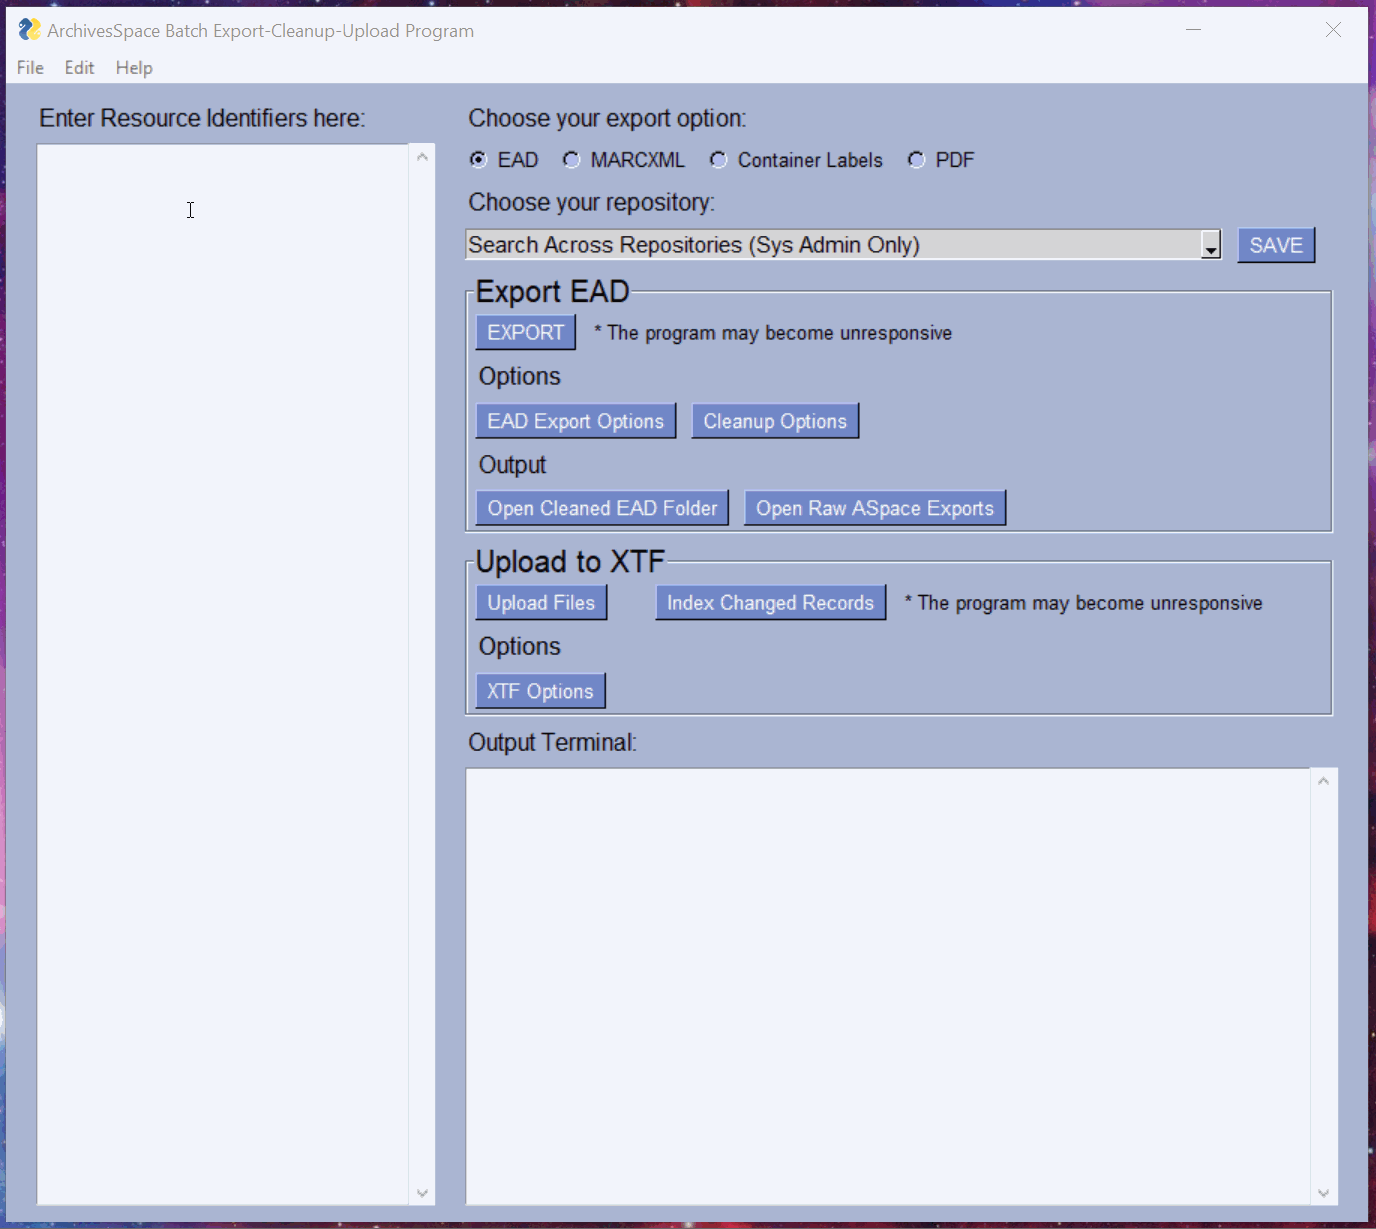 ArchivesSpace Batch Export-Cleanup-Upload Program
File Edit Help
Enter Resource Identifiers here:
Choose your export option:
EAD MARCXML Container Labels PDF
Choose your repository:
Search Across Repositories (Sys Admin Only) SAVE
Export EAD
EXPORT * The program may become unresponsive
Options
EAD Export Options Cleanup Options
Output
Open Cleaned EAD Folder Open Raw ASpace Exports
Upload to XTF
Upload Files Index Changed Records * The program may become unresponsive
Options
XTF Options
Output Terminal: